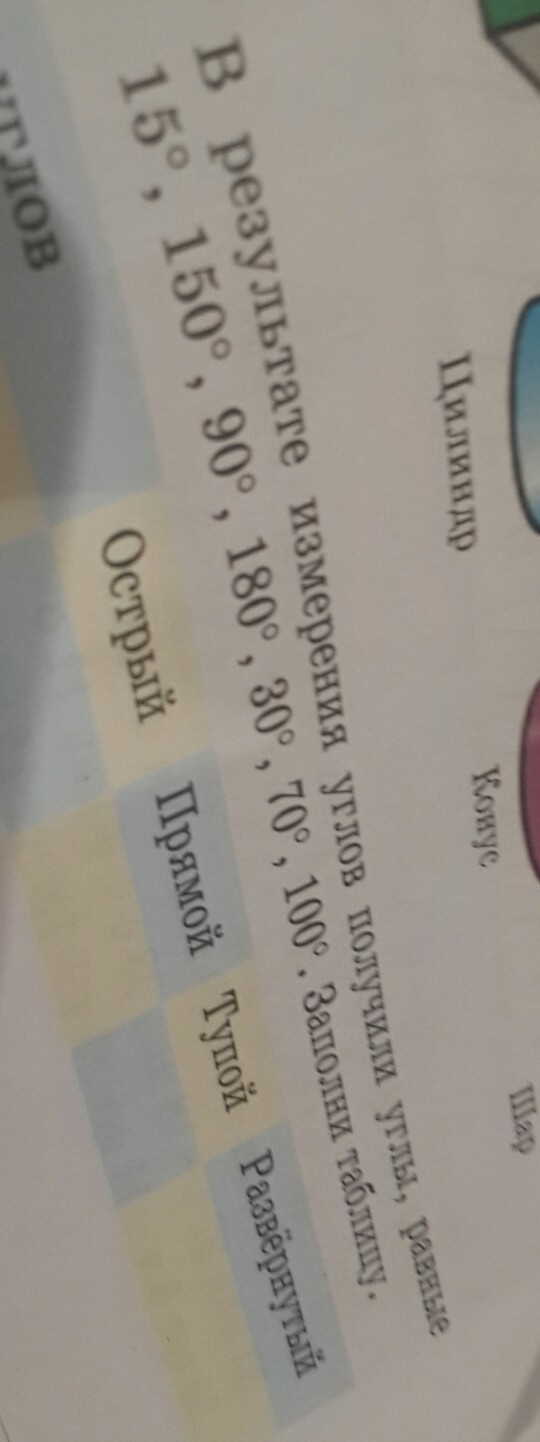 Цилиндр
Конус
Шар
В результате измерения углов получили углы, равные
15°, 150°, 90°, 180°, 30°, 70°, 100°. Заполни таблицу.
Острый
Прямой
Тупой
Развёрнутый
углов